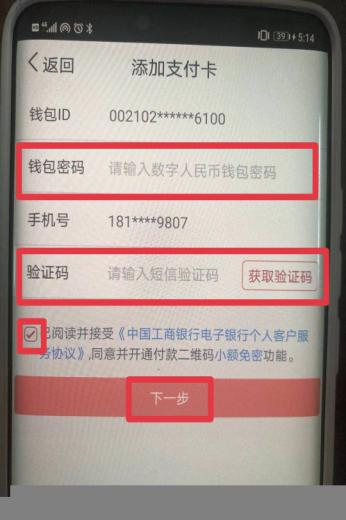 39 5:14
返回 添加支付卡
钱包ID 002102******6100
钱包密码 请输入数字人民币钱包密码
手机号 181****9807
验证码 请输入短信验证码 获取验证码
已阅读并接受《中国工商银行电子银行个人客户服
务协议》,同意并开通付款二维码小额免密功能。
下一步